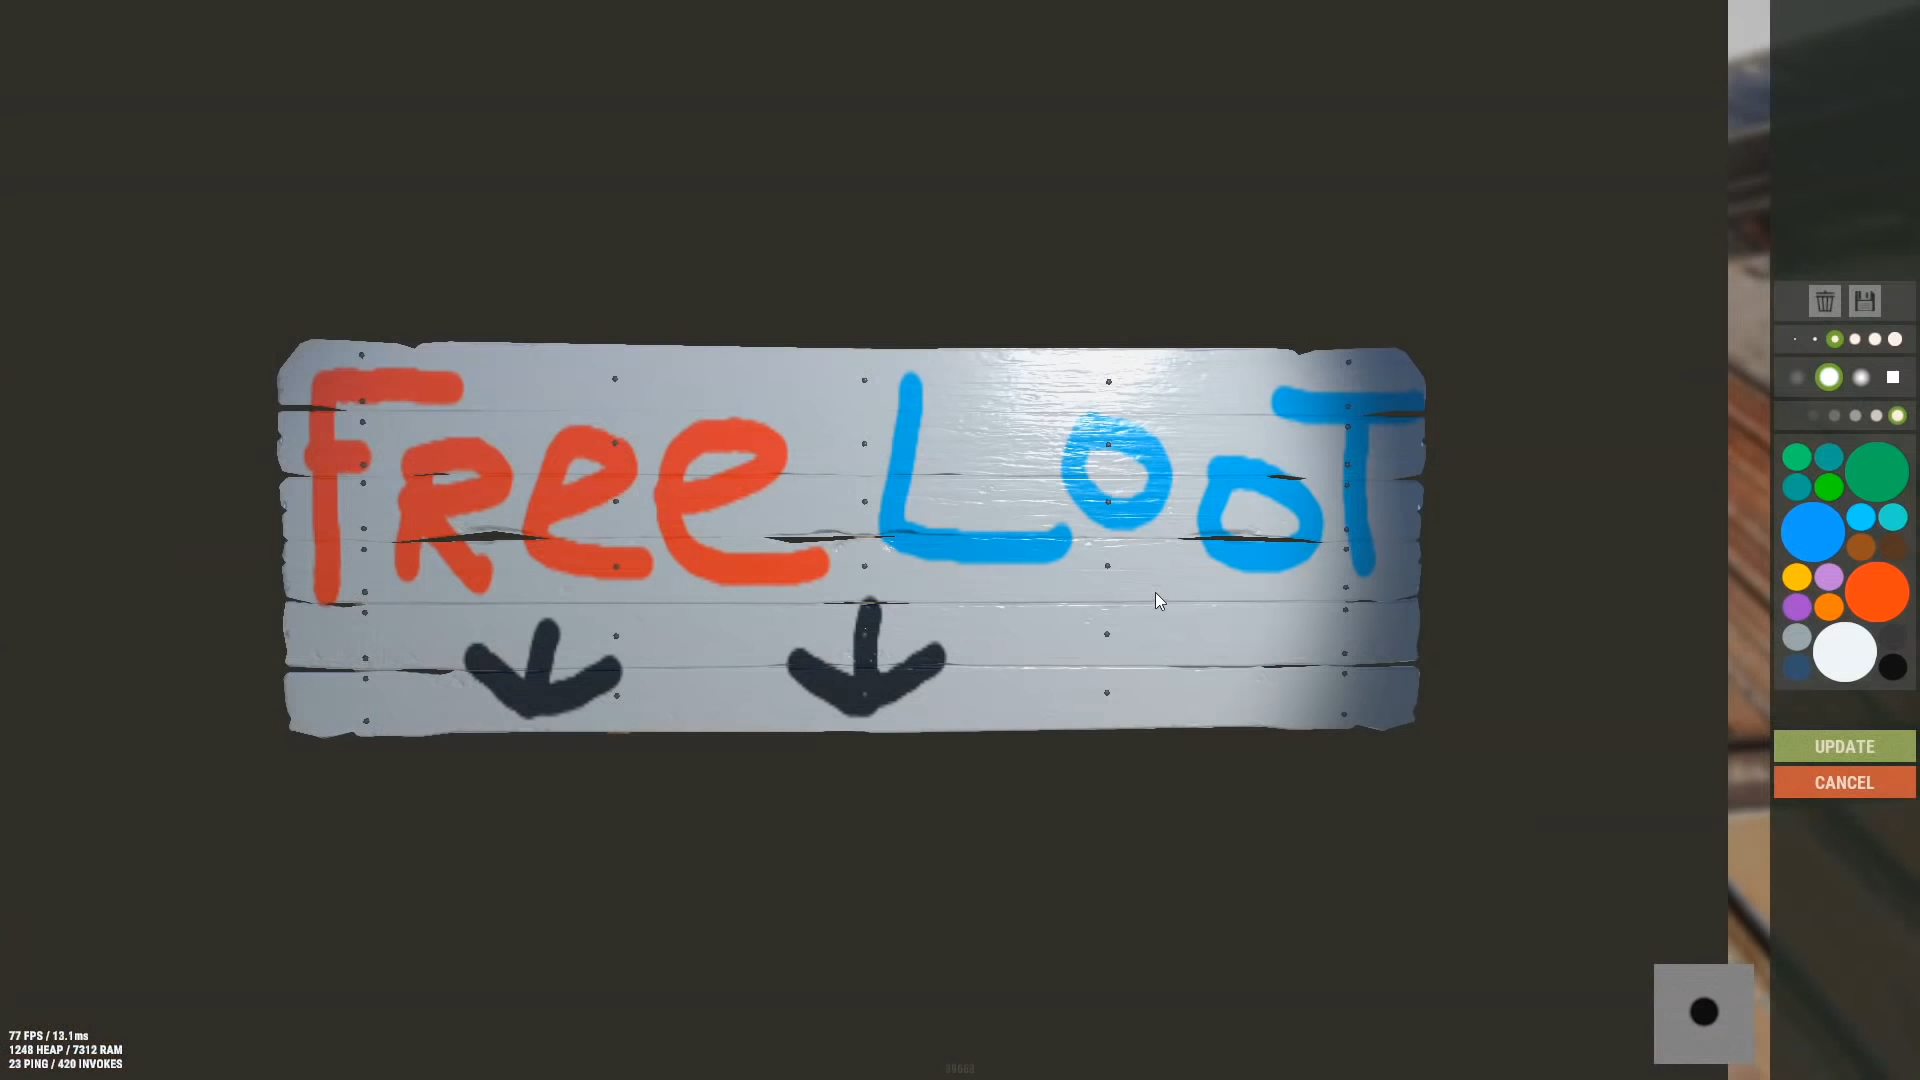 Free LooT
UPDATE
CANCEL
77 FPS / 13.1ms
1248 HEAP / 7312 RAM
23 PING / 420 INVOKES